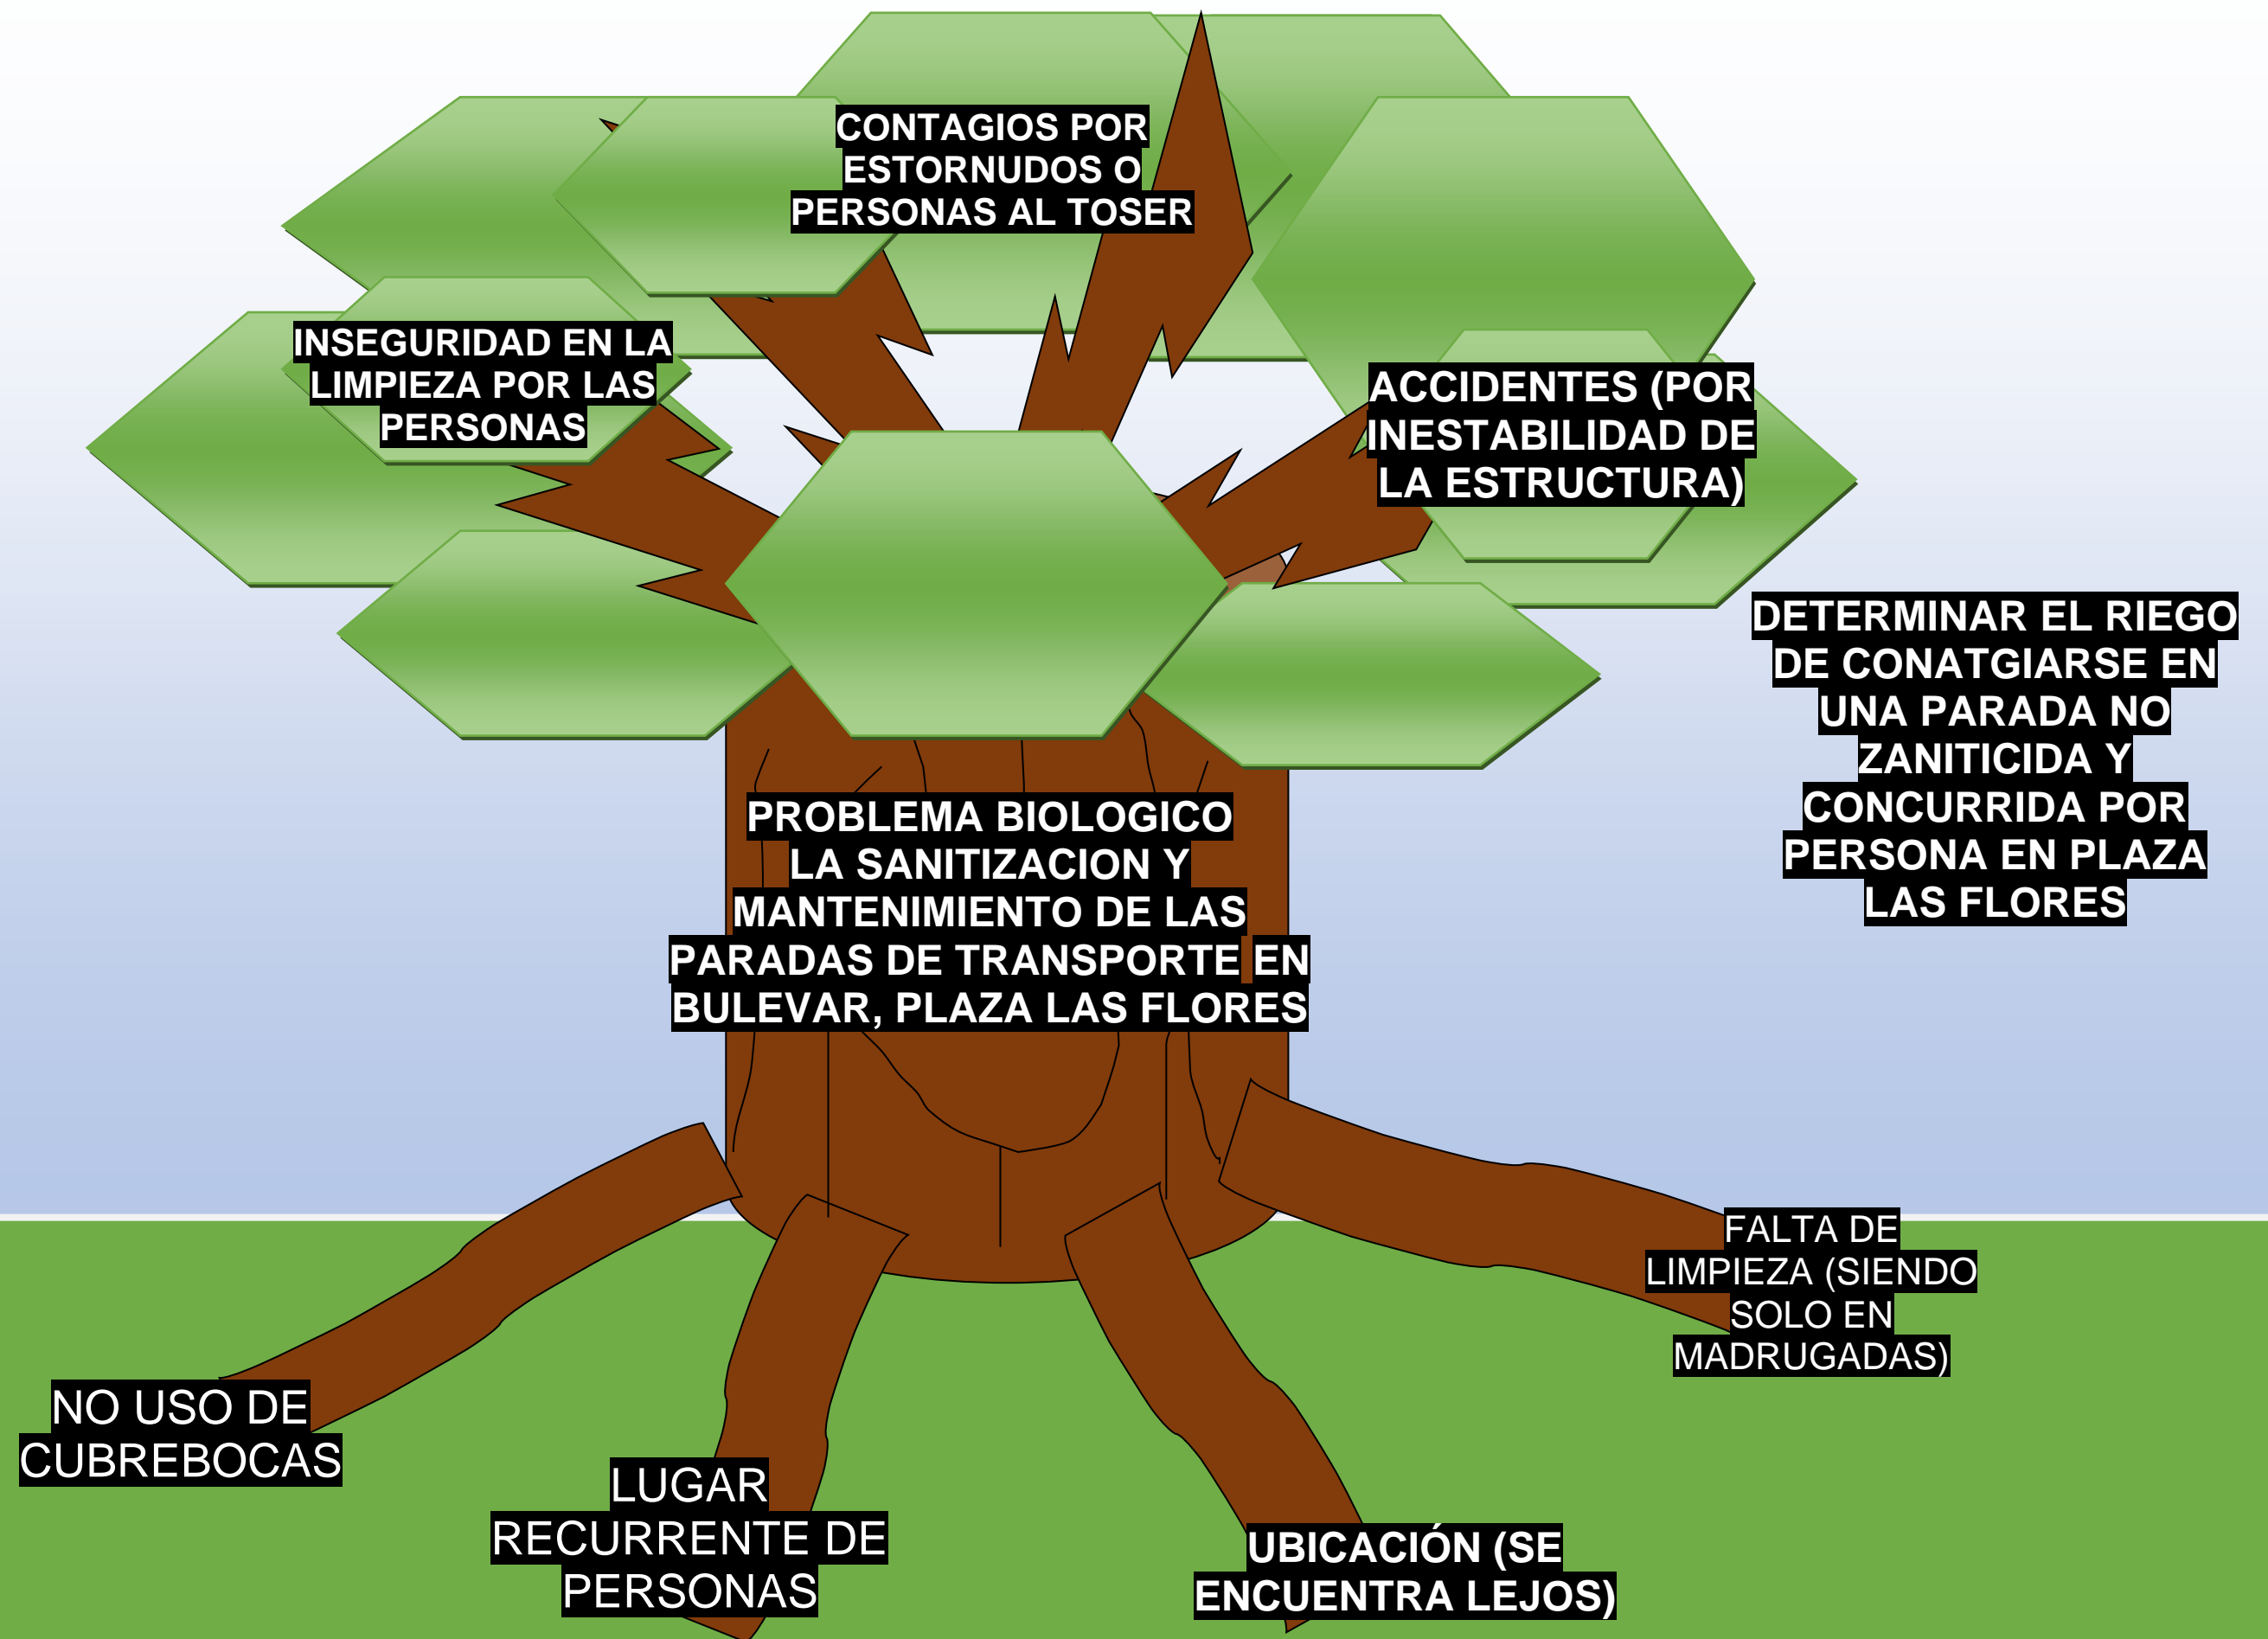 CONTAGIOS POR
ESTORNUDOS O
PERSONAS AL TOSER
INSEGURIDAD EN LA
LIMPIEZA POR LAS
PERSONAS
ACCIDENTES (POR
INESTABILIDAD DE
LA ESTRUCTURA)
DETERMINAR EL RIEGO
DE CONATGIARSE EN
UNA PARADA NO
ZANITICIDA Y
CONCURRIDA POR
PERSONA EN PLAZA
LAS FLORES
PROBLEMA BIOLOGICO
LA SANITIZACION Y
MANTENIMIENTO DE LAS
PARADAS DE TRANSPORTE EN
BULEVAR, PLAZA LAS FLORES
FALTA DE
LIMPIEZA (SIENDO
SOLO EN
MADRUGADAS)
NO USO DE
CUBREBOCAS
LUGAR
RECURRENTE DE
PERSONAS
UBICACIÓN (SE
ENCUENTRA LEJOS)